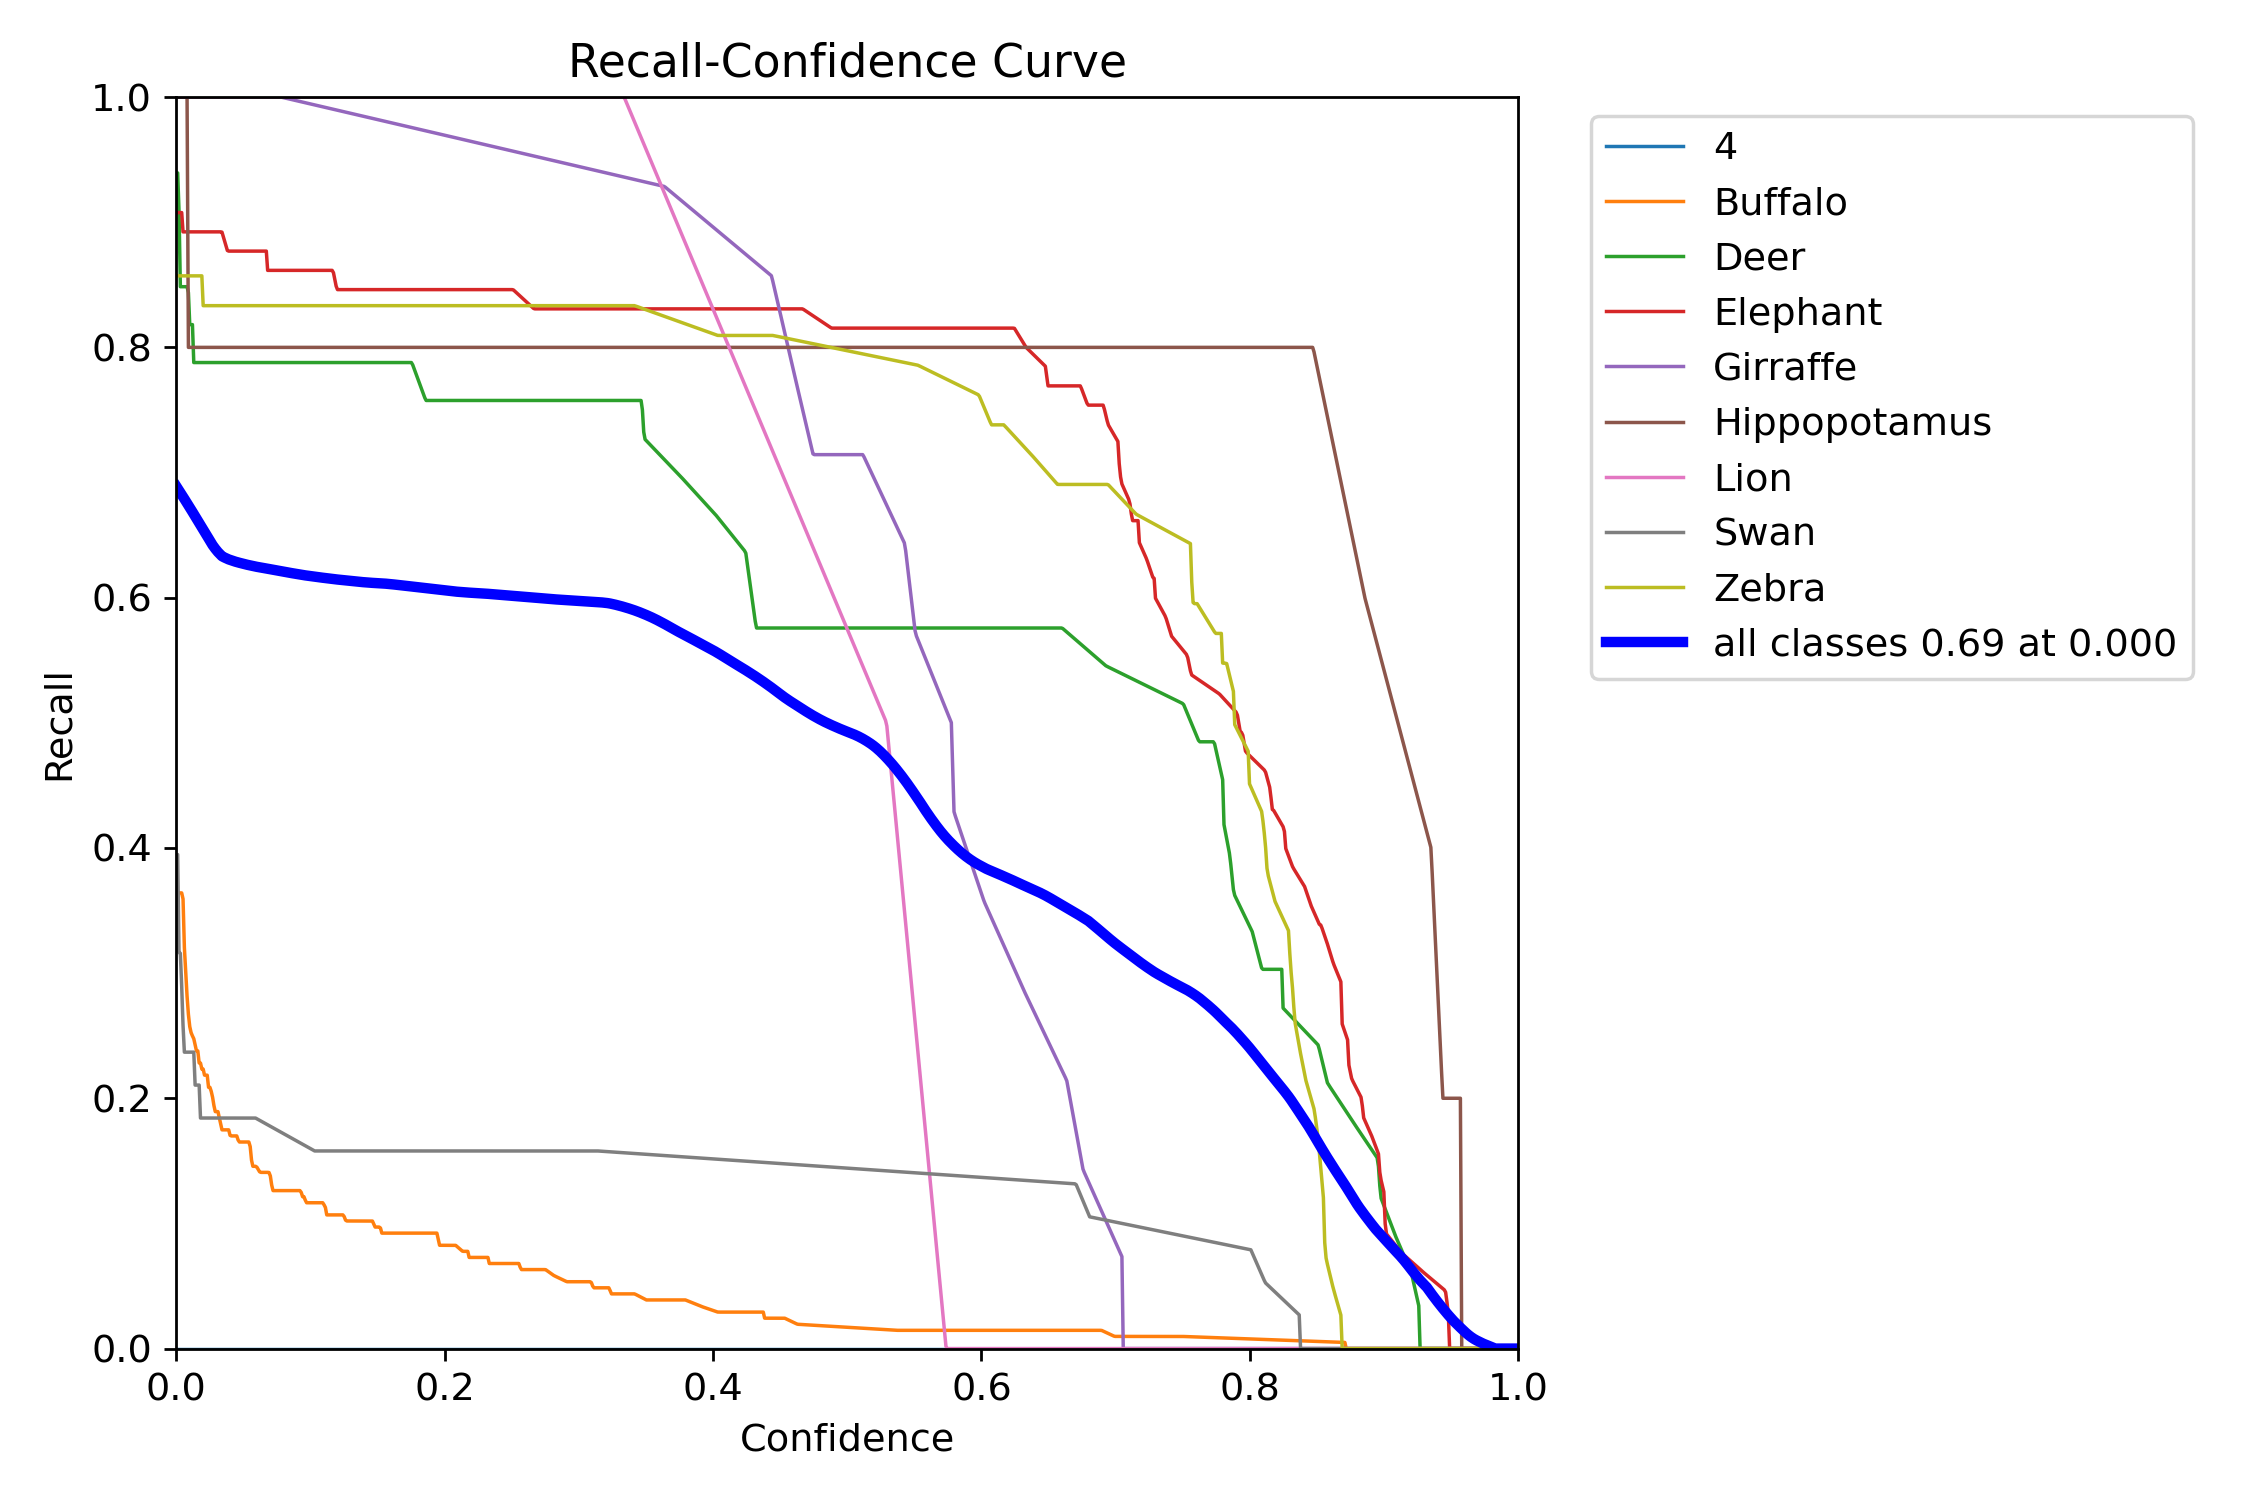 Recall-Confidence Curve
1.0
0.8
0.6
0.4
0.2
0.0
Recall
0.0 0.2 0.4 0.6 0.8 1.0
Confidence
4
Buffalo
Deer
Elephant
Girraffe
Hippopotamus
Lion
Swan
Zebra
all classes 0.69 at 0.000